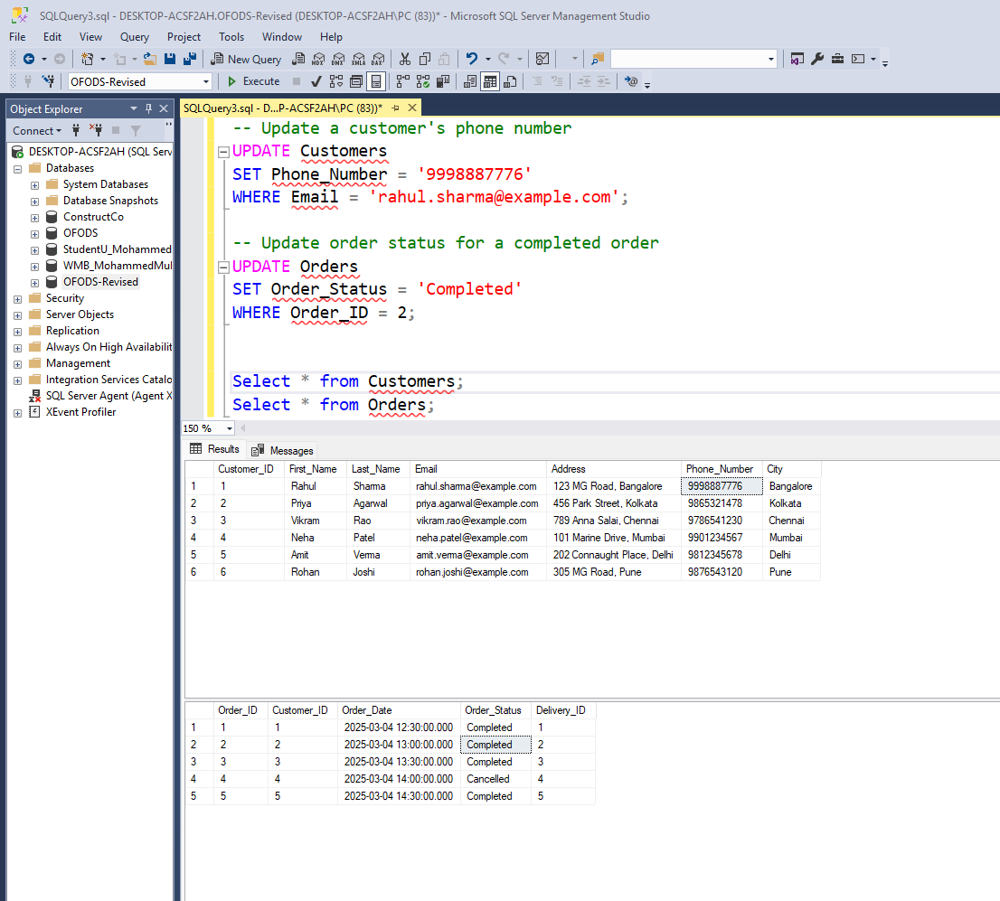 SQLQuery3.sql - DESKTOP-ACSF2AH.OFODS-Revised (DESKTOP-ACSF2AH\PC (83))* - Microsoft SQL Server Management Studio
File Edit View Query Project Tools Window Help
New Query MDX DMX XMLA DAX
OFODS-Revised Execute
Object Explorer
Connect
DESKTOP-ACSF2AH (SQL Serv
Databases
System Databases
Database Snapshots
ConstructCo
OFODS
StudentU_Mohammed
WMB_MohammedMul
OFODS-Revised
Security
Server Objects
Replication
Always On High Availabilit
Management
Integration Services Catalo
SQL Server Agent (Agent X
XEvent Profiler
SQLQuery3.sql - D...P-ACSF2AH\PC (83))*
-- Update a customer's phone number
UPDATE Customers
SET Phone_Number = '9998887776'
WHERE Email = 'rahul.sharma@example.com';
-- Update order status for a completed order
UPDATE Orders
SET Order_Status = 'Completed'
WHERE Order_ID = 2;
Select * from Customers;
Select * from Orders;
150 %
Results Messages
Customer_ID First_Name Last_Name Email Address Phone_Number City
1 1 Rahul Sharma rahul.sharma@example.com 123 MG Road, Bangalore 9998887776 Bangalore
2 2 Priya Agarwal priya.agarwal@example.com 456 Park Street, Kolkata 9865321478 Kolkata
3 3 Vikram Rao vikram.rao@example.com 789 Anna Salai, Chennai 9786541230 Chennai
4 4 Neha Patel neha.patel@example.com 101 Marine Drive, Mumbai 9901234567 Mumbai
5 5 Amit Verma amit.verma@example.com 202 Connaught Place, Delhi 9812345678 Delhi
6 6 Rohan Joshi rohan.joshi@example.com 305 MG Road, Pune 9876543120 Pune
Order_ID Customer_ID Order_Date Order_Status Delivery_ID
1 1 1 2025-03-04 12:30:00.000 Completed 1
2 2 2 2025-03-04 13:00:00.000 Completed 2
3 3 3 2025-03-04 13:30:00.000 Completed 3
4 4 4 2025-03-04 14:00:00.000 Cancelled 4
5 5 5 2025-03-04 14:30:00.000 Completed 5